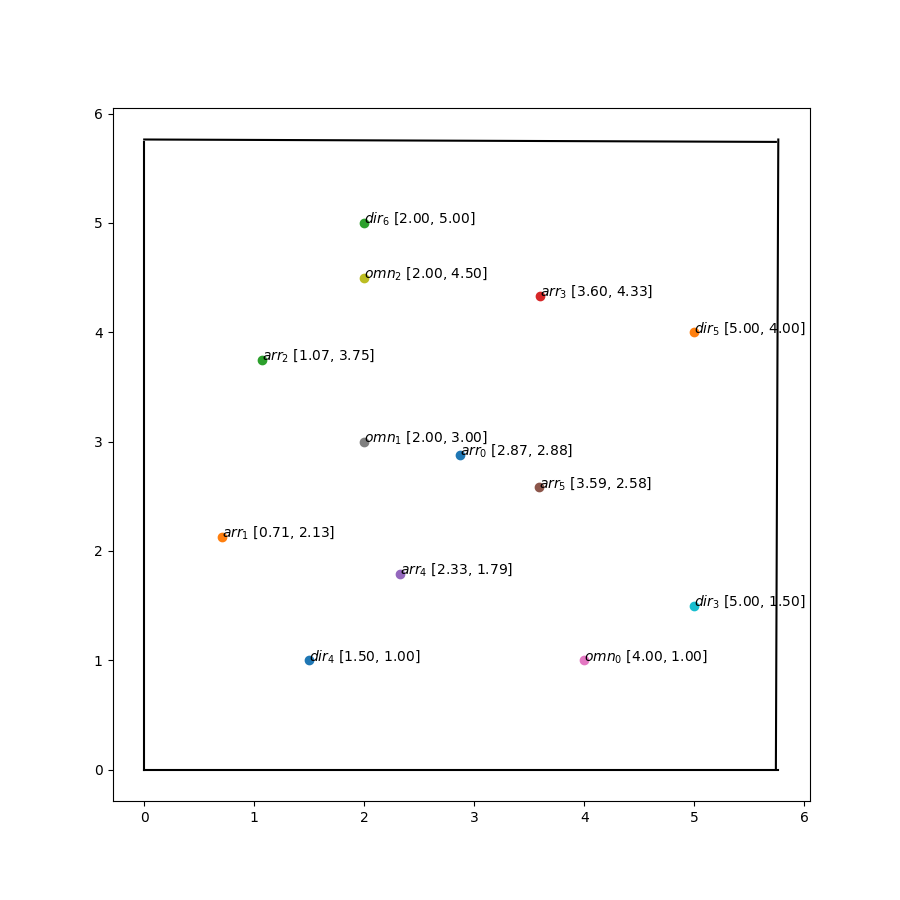 6
dir₆ [2.00, 5.00]
5
omn₂ [2.00, 4.50]
arr₃ [3.60, 4.33]
dir₅ [5.00, 4.00]
4
arr₂ [1.07, 3.75]
omn₁ [2.00, 3.00]
3
arr₀ [2.87, 2.88]
arr₅ [3.59, 2.58]
arr₁ [0.71, 2.13]
2
arr₄ [2.33, 1.79]
dir₃ [5.00, 1.50]
dir₄ [1.50, 1.00]
omn₀ [4.00, 1.00]
1
0
0 1 2 3 4 5 6